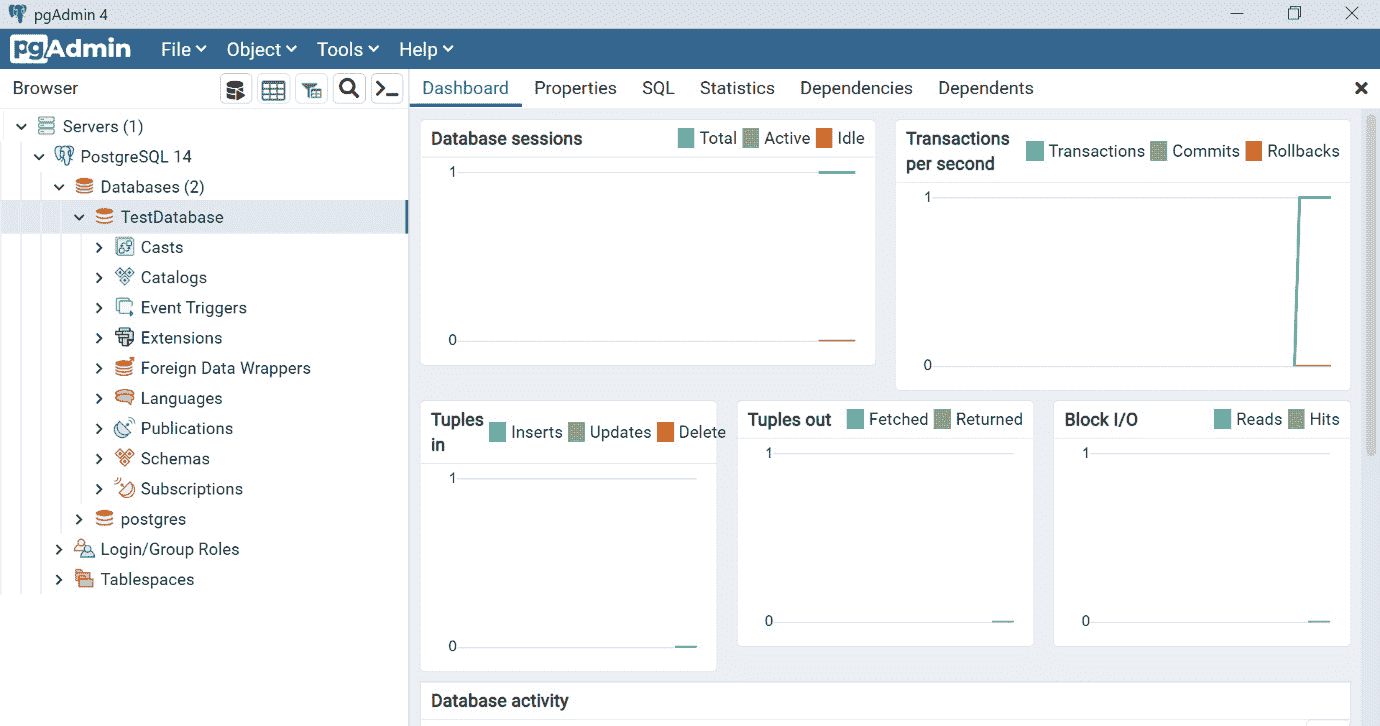 pgAdmin 4
pgAdmin File Object Tools Help
Browser
Dashboard Properties SQL Statistics Dependencies Dependents
Servers (1)
PostgreSQL 14
Databases (2)
TestDatabase
Casts
Catalogs
Event Triggers
Extensions
Foreign Data Wrappers
Languages
Publications
Schemas
Subscriptions
postgres
Login/Group Roles
Tablespaces
Database sessions Total Active Idle
1
0
Transactions
per second
Transactions Commits Rollbacks
1
0
Tuples
in
Inserts Updates Delete
1
0
Tuples out Fetched Returned
1
0
Block I/O Reads Hits
1
0
Database activity